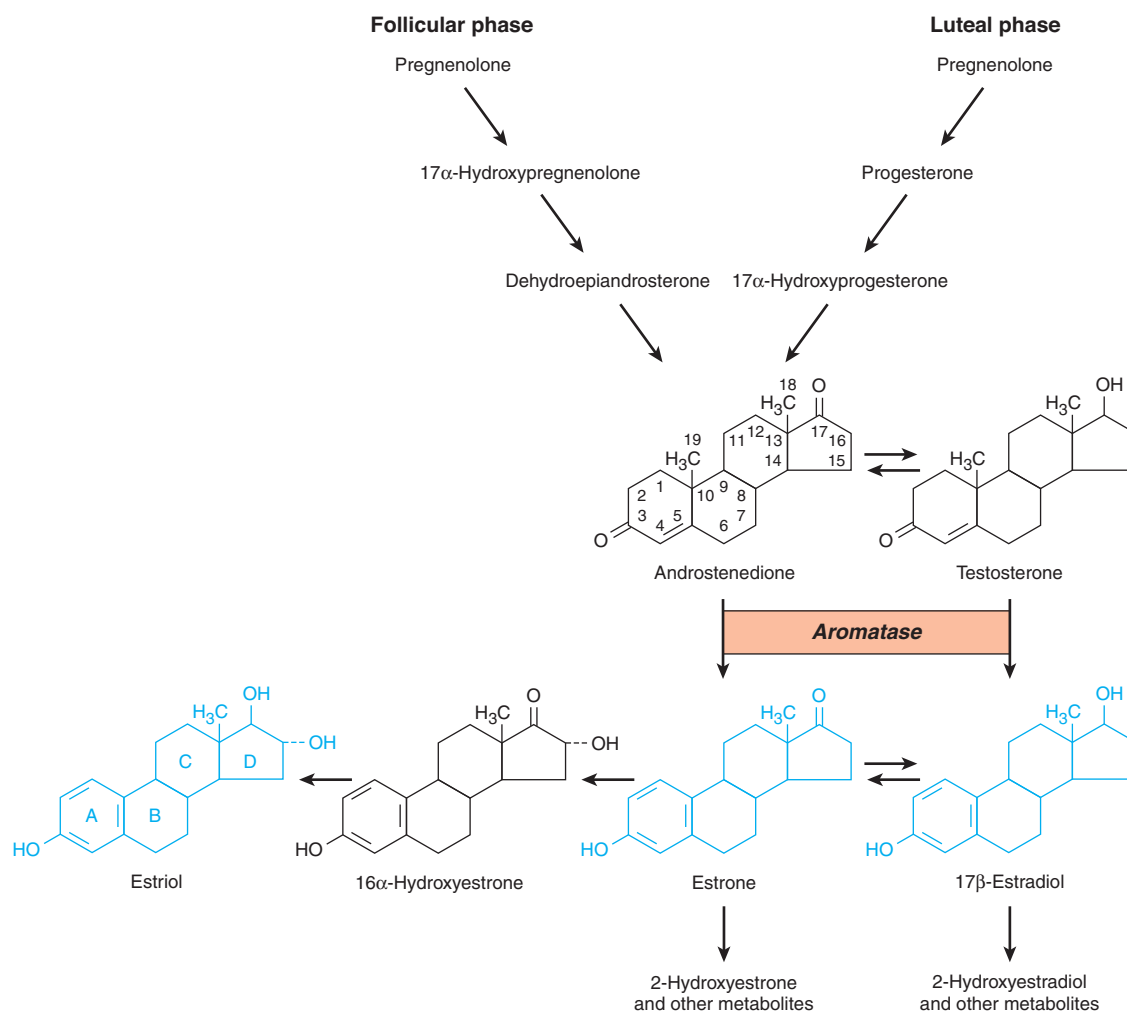 Follicular phase
Luteal phase
Pregnenolone
Pregnenolone
17α-Hydroxypregnenolone
Progesterone
Dehydroepiandrosterone
17α-Hydroxyprogesterone
18
O
OH
H3C
H3C
12
17
11
13
16
19
H3C
14
15
H3C
1
9
2
10
8
3
5
7
4
6
O
O
Androstenedione
Testosterone
Aromatase
OH
O
O
OH
H3C
H3C
H3C
H3C
OH
OH
C
D
A
B
HO
HO
HO
HO
Estriol
16α-Hydroxyestrone
Estrone
17β-Estradiol
2-Hydroxyestrone
and other metabolites
2-Hydroxyestradiol
and other metabolites